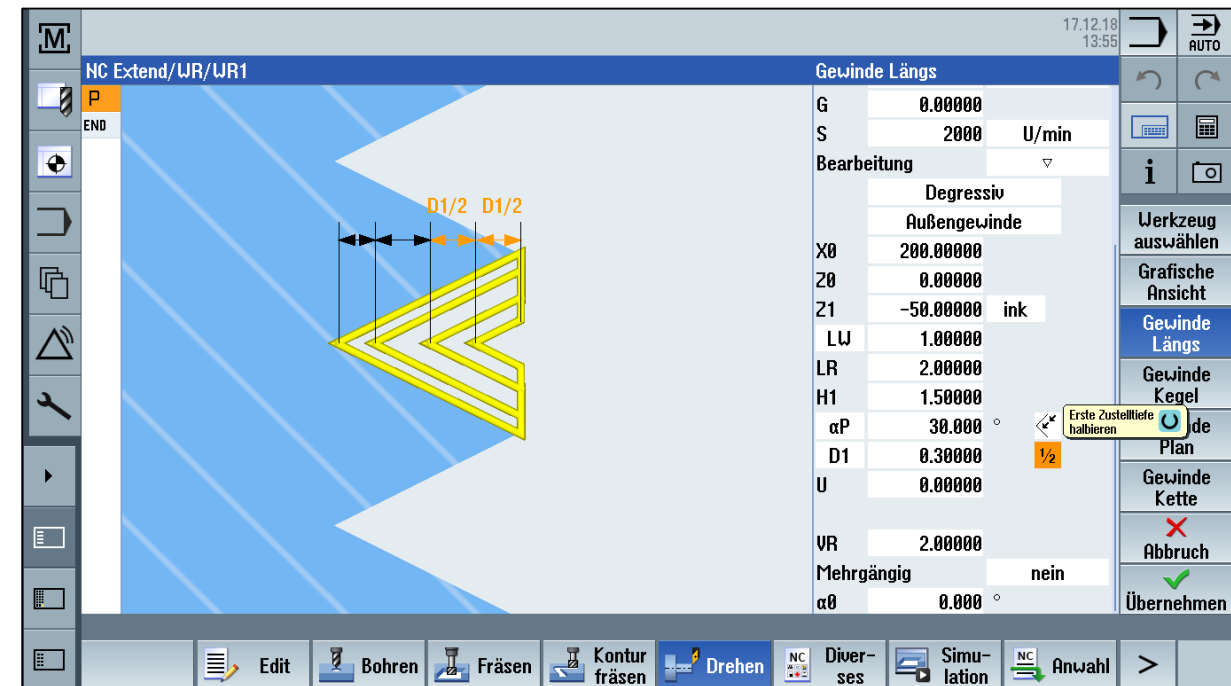 M
17.12.18
13:55
AUTO
NC Extend/WR/WR1
Gewinde Längs
P
END
D1/2 D1/2
G 0.00000
S 2000 U/min
Bearbeitung ▽
Degressiv
Außengewinde
X0 200.00000
Z0 0.00000
Z1 -50.00000 ink
LW 1.00000
LR 2.00000
H1 1.50000
αP 30.000 °
D1 0.30000 ½
U 0.00000
VR 2.00000
Mehrgängig nein
α0 0.000 °
Erste Zustelltiefe
halbieren
i
Werkzeug
auswählen
Grafische
Ansicht
Gewinde
Längs
Gewinde
Kegel
nde
Plan
Gewinde
Kette
Abbruch
Übernehmen
Edit
Bohren
Fräsen
Kontur
fräsen
Drehen
NC
Diver-
ses
Simu-
lation
NC
Anwahl
>